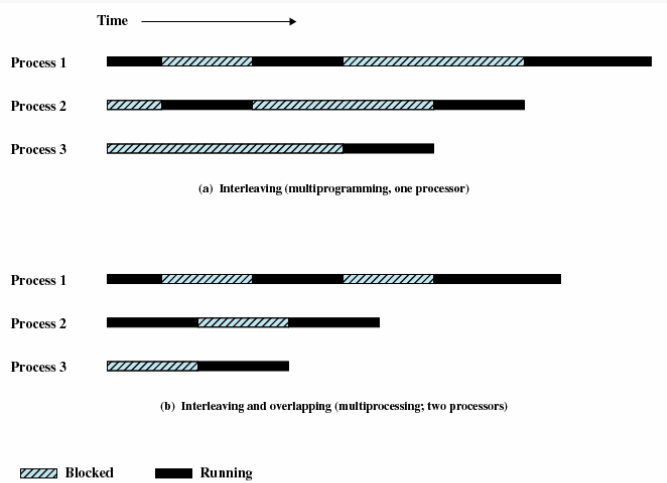 Time
Process 1
Process 2
Process 3
(a) Interleaving (multiprogramming, one processor)
Process 1
Process 2
Process 3
(b) Interleaving and overlapping (multiprocessing; two processors)
Blocked Running